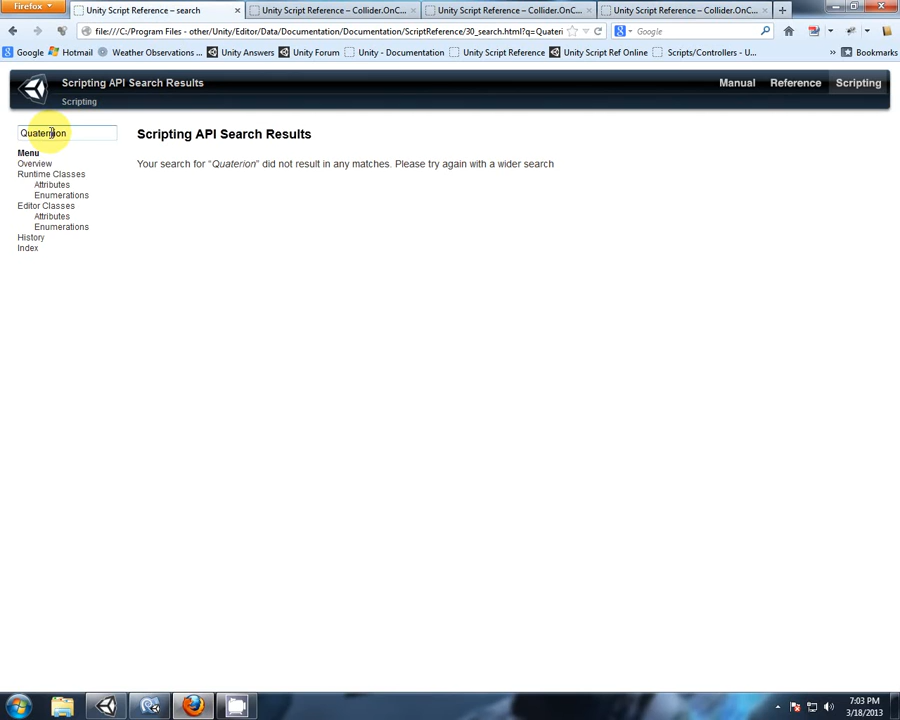 Firefox
Unity Script Reference – search
Unity Script Reference – Collider.OnC...
Unity Script Reference – Collider.OnC...
Unity Script Reference – Collider.OnC...
file:///C:/Program Files - other/Unity/Editor/Data/Documentation/Documentation/ScriptReference/30_search.html?q=Quateri
Google
Google
Hotmail
Weather Observations ...
Unity Answers
Unity Forum
Unity - Documentation
Unity Script Reference
Unity Script Ref Online
Scripts/Controllers - U...
Bookmarks
Scripting API Search Results
Manual
Reference
Scripting
Scripting
Scripting API Search Results
Your search for "Quaterion" did not result in any matches. Please try again with a wider search
Menu
Overview
Runtime Classes
Attributes
Enumerations
Editor Classes
Attributes
Enumerations
History
Index
7:03 PM
3/18/2013